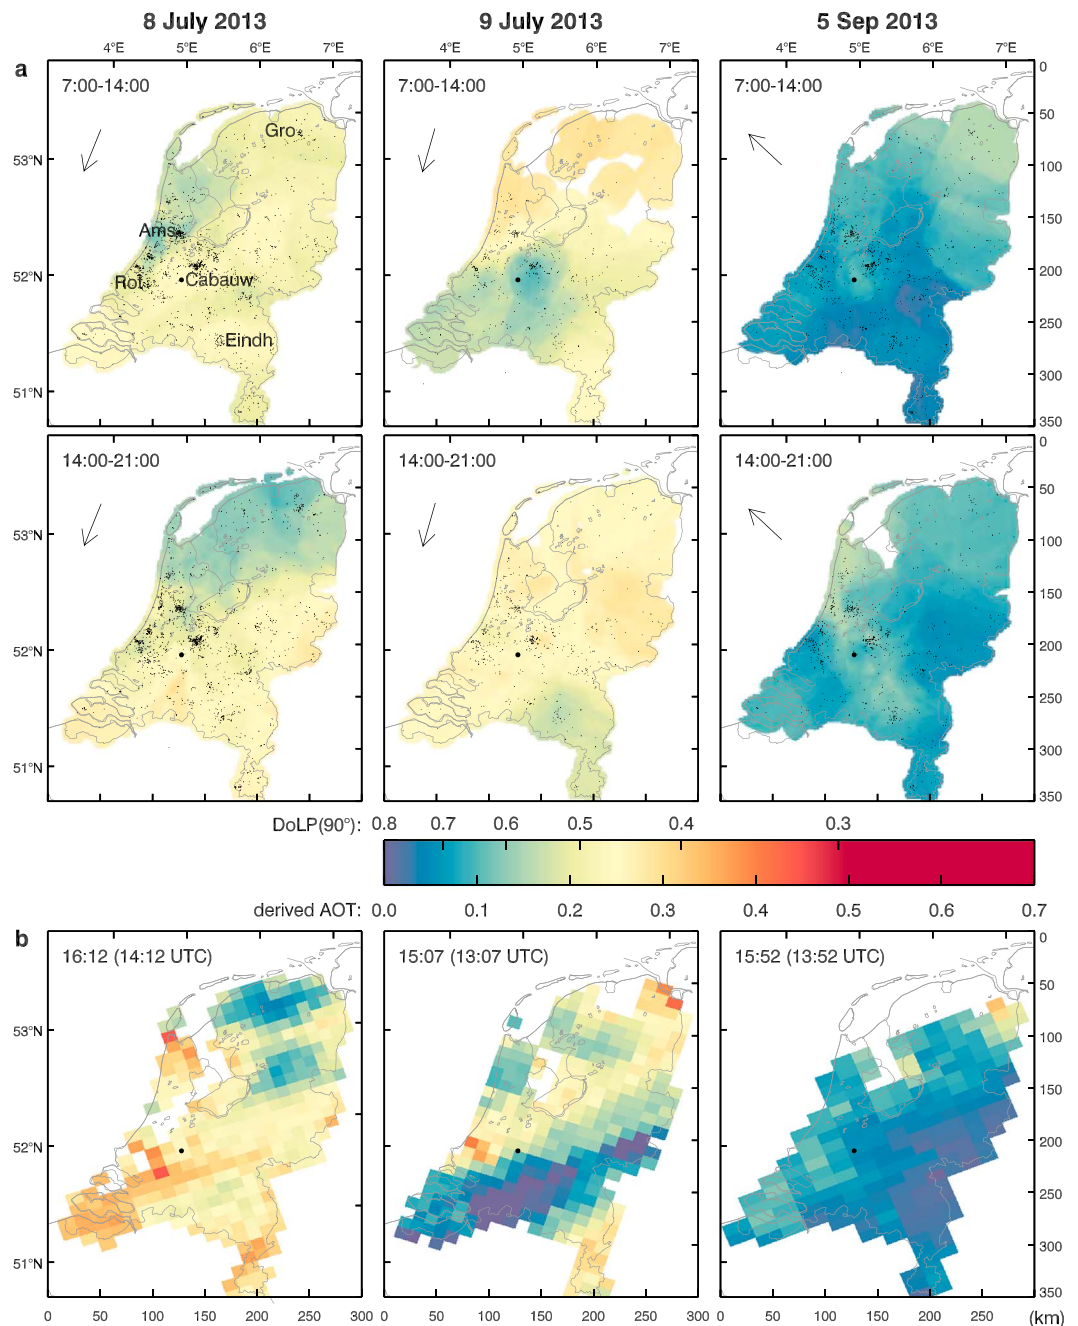 8 July 2013 9 July 2013 5 Sep 2013
4°E 5°E 6°E 7°E 4°E 5°E 6°E 7°E 4°E 5°E 6°E 7°E
a
7:00-14:00 7:00-14:00 7:00-14:00
Gro
Ams
Rot Cabauw
Eindh
53°N
52°N
51°N
0
50
100
150
200
250
300
350
14:00-21:00 14:00-21:00 14:00-21:00
53°N
52°N
51°N
0
50
100
150
200
250
300
350
DoLP(90°): 0.8 0.7 0.6 0.5 0.4 0.3
derived AOT: 0.0 0.1 0.2 0.3 0.4 0.5 0.6 0.7
b
16:12 (14:12 UTC) 15:07 (13:07 UTC) 15:52 (13:52 UTC)
53°N
52°N
51°N
0
50
100
150
200
250
300
350
0 50 100 150 200 250 300 0 50 100 150 200 250 300 0 50 100 150 200 250 (km)